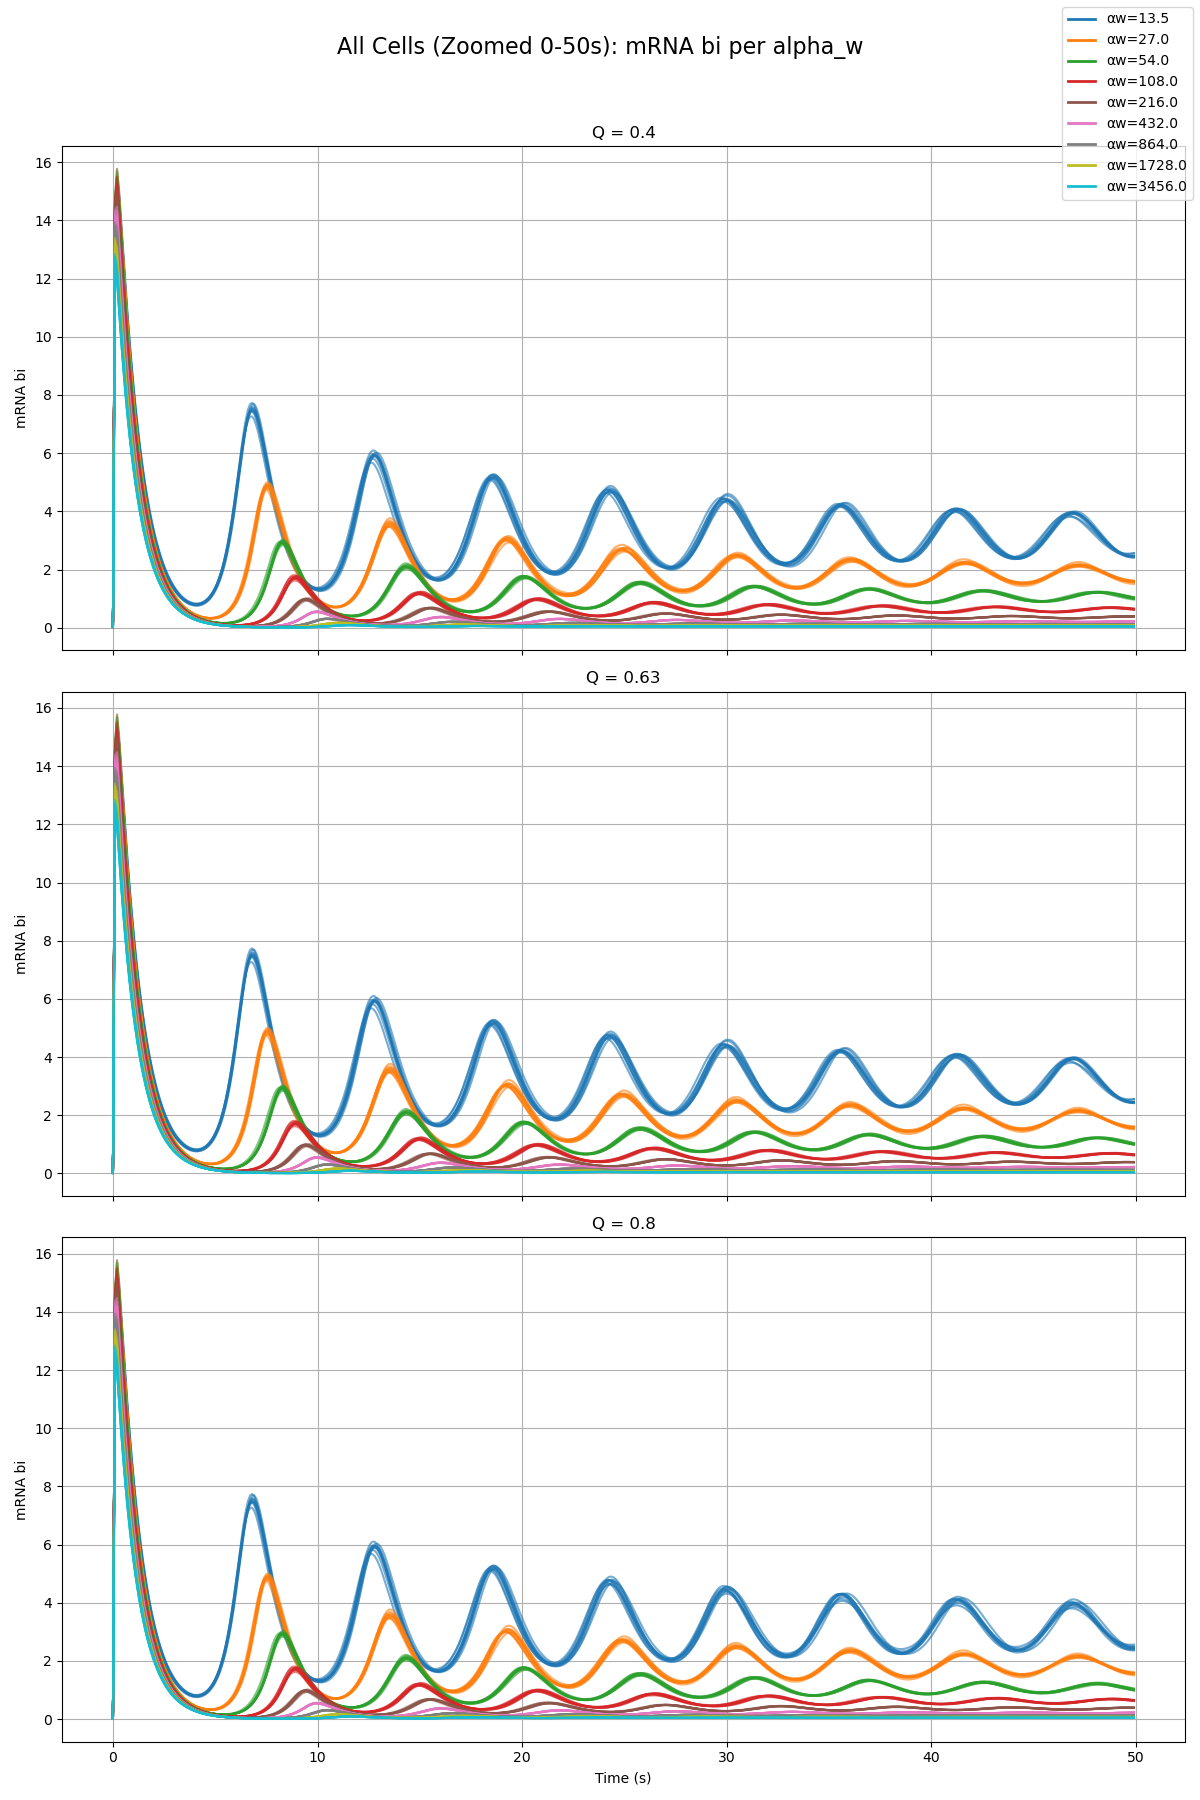 All Cells (Zoomed 0-50s): mRNA bi per alpha_w
αw=13.5
αw=27.0
αw=54.0
αw=108.0
αw=216.0
αw=432.0
αw=864.0
αw=1728.0
αw=3456.0
Q = 0.4
16
14
12
10
8
6
4
2
0
mRNA bi
Q = 0.63
16
14
12
10
8
6
4
2
0
mRNA bi
Q = 0.8
16
14
12
10
8
6
4
2
0
mRNA bi
0 10 20 30 40 50
Time (s)